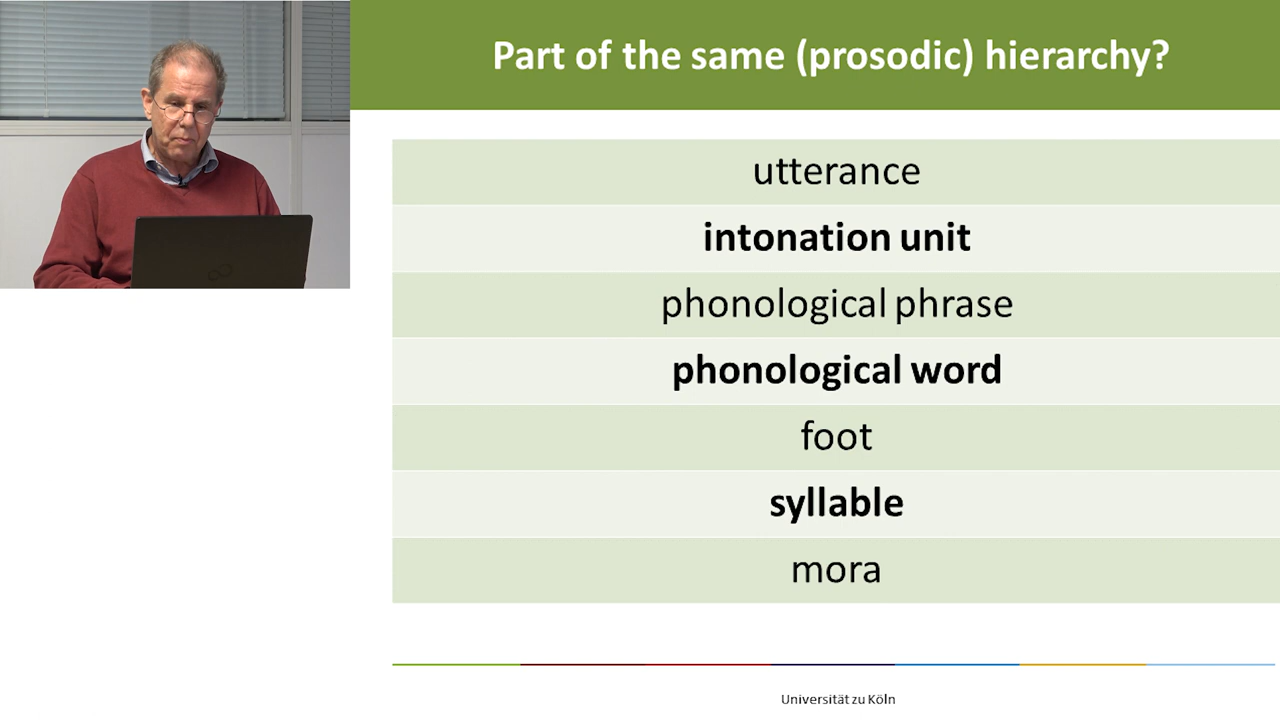 Part of the same (prosodic) hierarchy?
utterance
intonation unit
phonological phrase
phonological word
foot
syllable
mora
Universität zu Köln